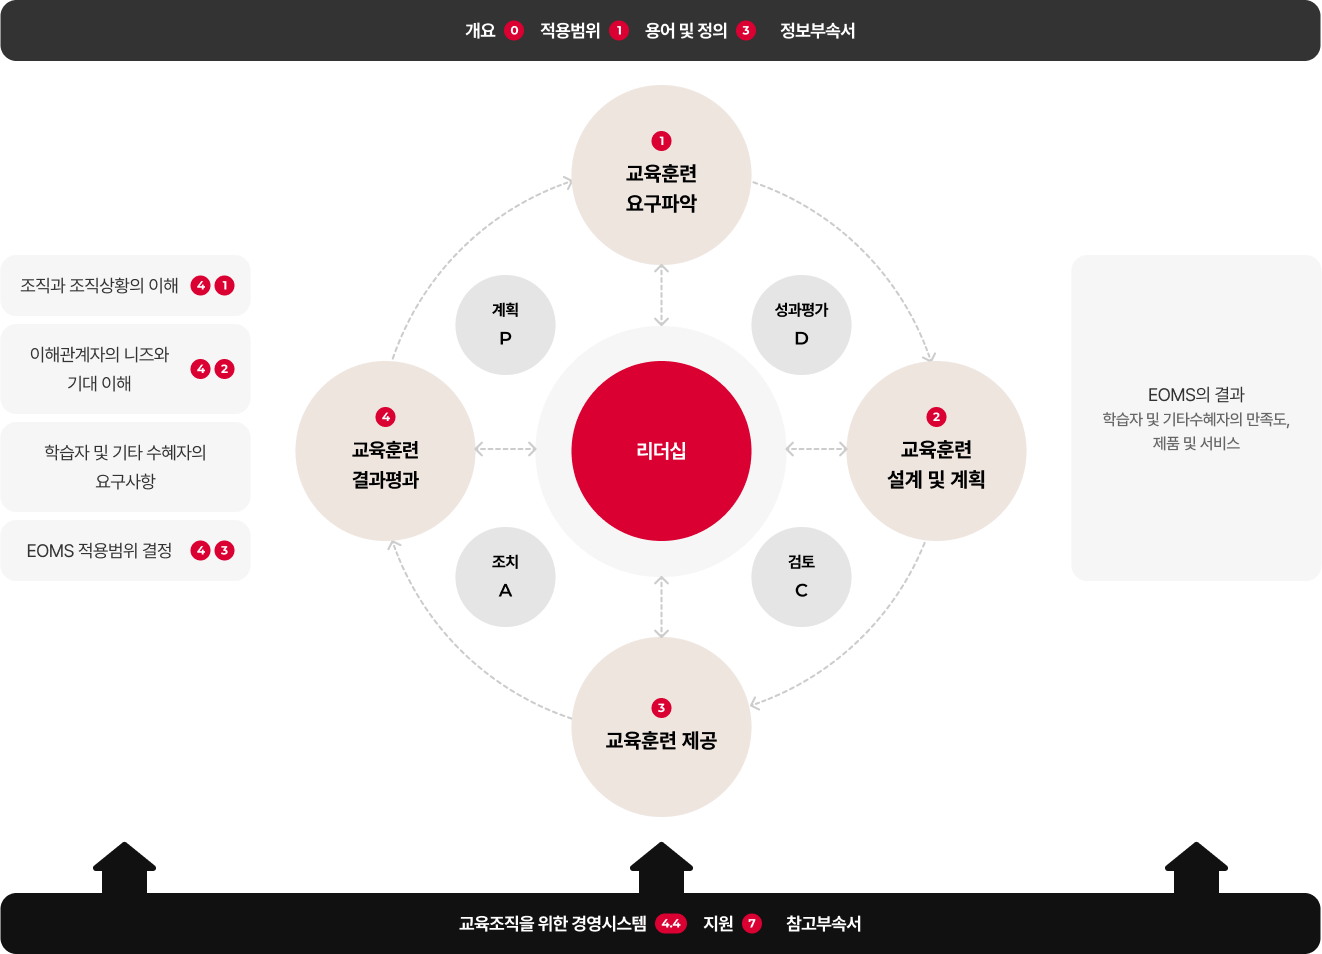 개요 0 적용범위 1 용어 및 정의 3 정보부속서
1
교육훈련
요구파악
계획
P
성과평가
D
조직과 조직상황의 이해 4 1
이해관계자의 니즈와
기대 이해 4 2
학습자 및 기타 수혜자의
요구사항
EOMS 적용범위 결정 4 3
4
교육훈련
결과평과
리더십
2
교육훈련
설계 및 계획
EOMS의 결과
학습자 및 기타수혜자의 만족도,
제품 및 서비스
조치
A
검토
C
3
교육훈련 제공
교육조직을 위한 경영시스템 4.4 지원 7 참고부속서